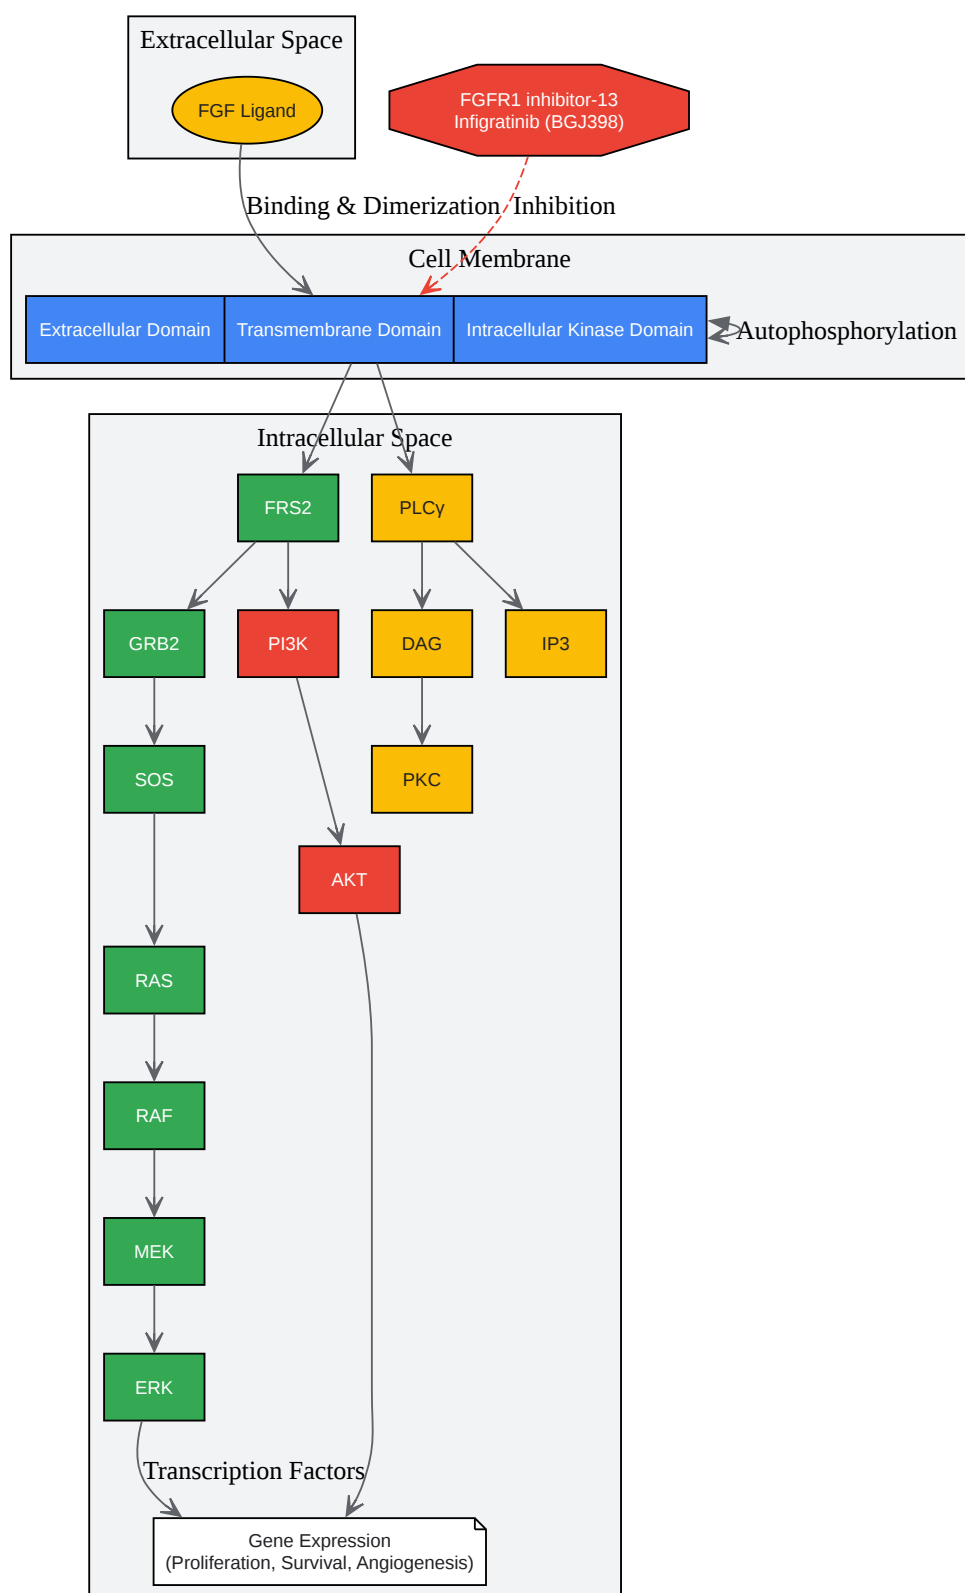 Extracellular Space
FGF Ligand
FGFR1 inhibitor-13
Infigratinib (BGJ398)
Binding & Dimerization
Inhibition
Cell Membrane
Extracellular Domain
Transmembrane Domain
Intracellular Kinase Domain
Autophosphorylation
Intracellular Space
FRS2
PLCγ
GRB2
PI3K
DAG
IP3
SOS
PKC
AKT
RAS
RAF
MEK
ERK
Transcription Factors
Gene Expression
(Proliferation, Survival, Angiogenesis)